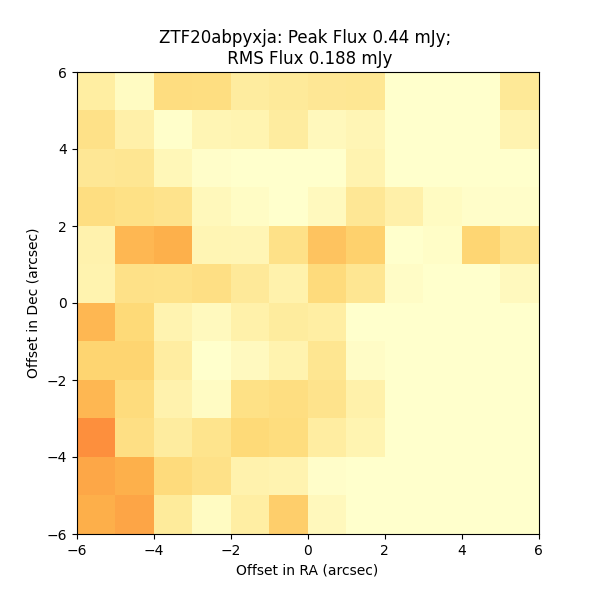 ZTF20abpyxja: Peak Flux 0.44 mJy;
RMS Flux 0.188 mJy
6
4
2
0
−2
−4
−6
Offset in Dec (arcsec)
−6 −4 −2 0 2 4 6
Offset in RA (arcsec)